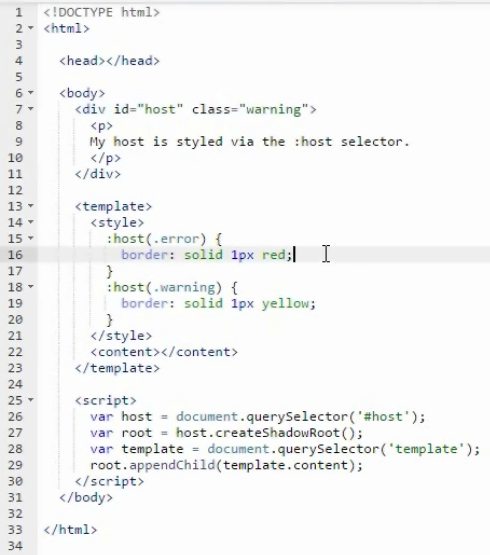 1 <!DOCTYPE html>
2 <html>
3
4   <head></head>
5
6   <body>
7     <div id="host" class="warning">
8       <p>
9       My host is styled via the :host selector.
10       </p>
11     </div>
12
13     <template>
14       <style>
15         :host(.error) {
16           border: solid 1px red;
17         }
18         :host(.warning) {
19           border: solid 1px yellow;
20         }
21       </style>
22       <content></content>
23     </template>
24
25     <script>
26       var host = document.querySelector('#host');
27       var root = host.createShadowRoot();
28       var template = document.querySelector('template');
29       root.appendChild(template.content);
30     </script>
31   </body>
32
33 </html>
34